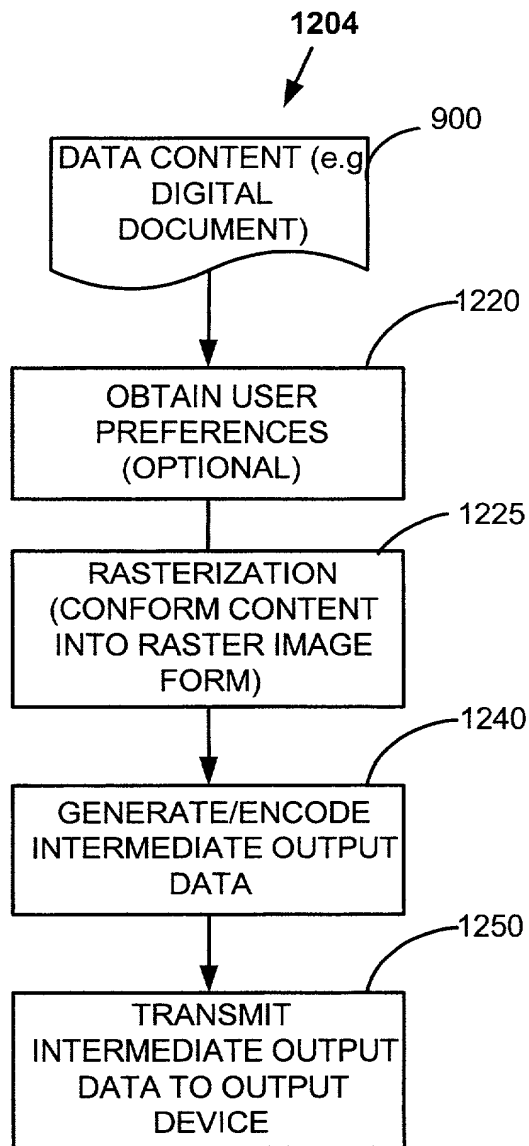 1204
900
DATA CONTENT (e.g
DIGITAL
DOCUMENT)
1220
OBTAIN USER
PREFERENCES
(OPTIONAL)
1225
RASTERIZATION
(CONFORM CONTENT
INTO RASTER IMAGE
FORM)
1240
GENERATE/ENCODE
INTERMEDIATE OUTPUT
DATA
1250
TRANSMIT
INTERMEDIATE OUTPUT
DATA TO OUTPUT
DEVICE